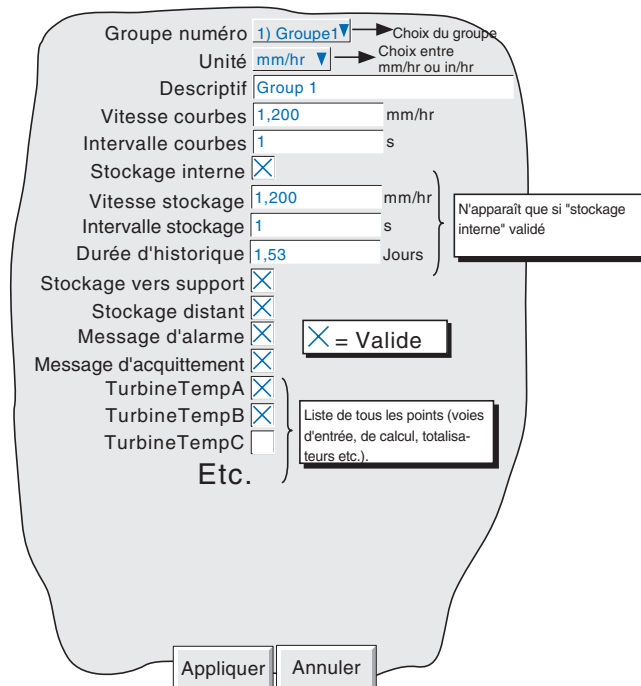 Groupe numéro 1) Groupe1 Choix du groupe
Unité mm/hr Choix entre
mm/hr ou in/hr
Descriptif Group 1
Vitesse courbes 1,200 mm/hr
Intervalle courbes 1 s
Stockage interne
Vitesse stockage 1,200 mm/hr
Intervalle stockage 1 s
Durée d'historique 1,53 Jours
N'apparaît que si "stockage
interne" validé
Stockage vers support
Stockage distant
Message d'alarme
Message d'acquittement
= Valide
TurbineTempA
TurbineTempB
TurbineTempC
Etc.
Liste de tous les points (voies
d'entrée, de calcul, totalisa-
teurs etc.).
Appliquer Annuler